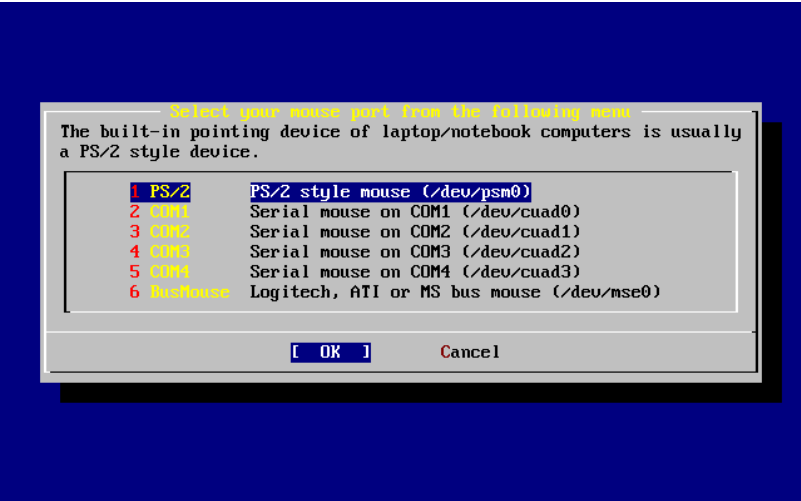 Select your mouse port from the following menu
The built-in pointing device of laptop/notebook computers is usually
a PS/2 style device.
1 PS/2 PS/2 style mouse (/dev/psm0)
2 COM1 Serial mouse on COM1 (/dev/cuad0)
3 COM2 Serial mouse on COM2 (/dev/cuad1)
4 COM3 Serial mouse on COM3 (/dev/cuad2)
5 COM4 Serial mouse on COM4 (/dev/cuad3)
6 BusMouse Logitech, ATI or MS bus mouse (/dev/mse0)
[ OK ] Cancel